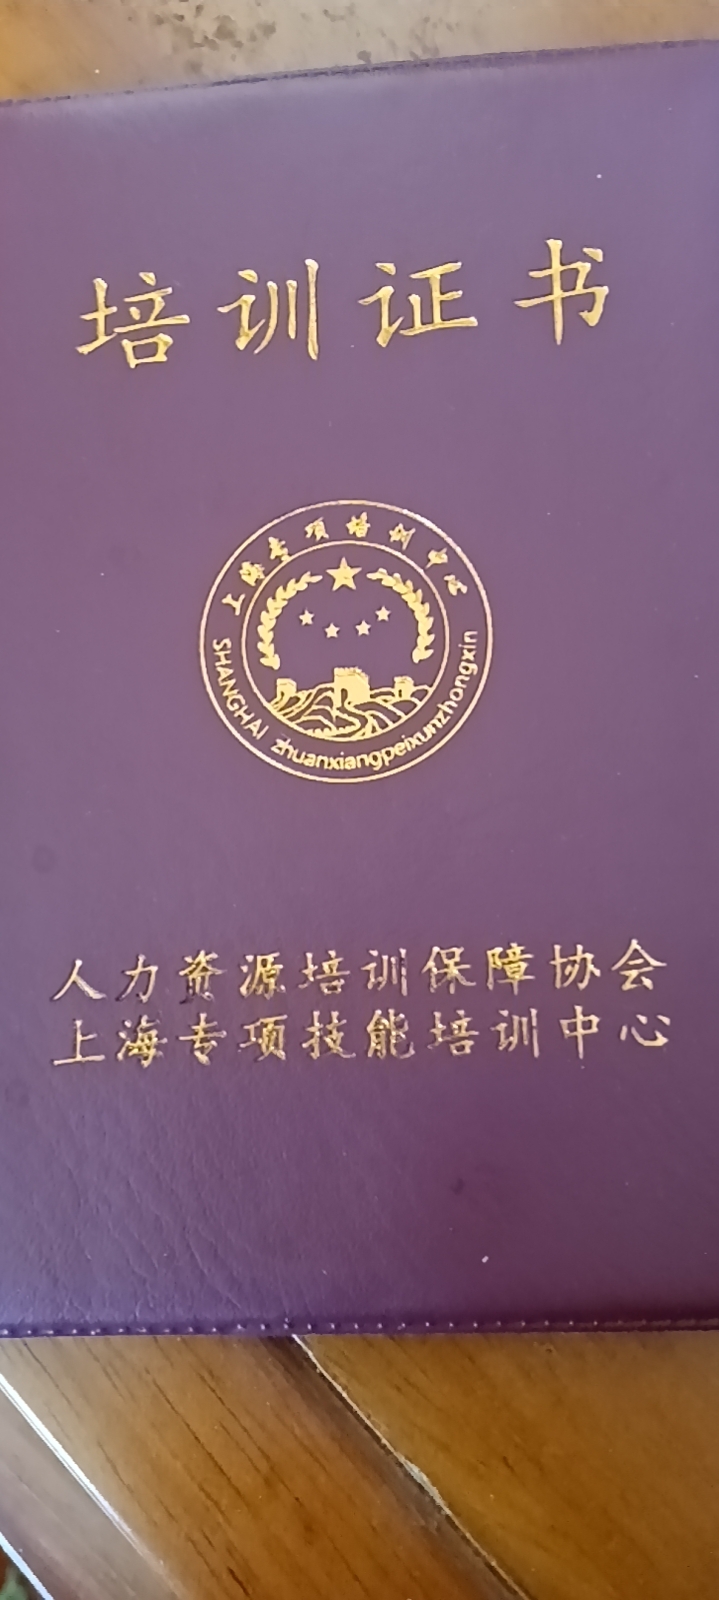 培训证书
上海专项培训中心
SHANGHAI zhuanxiangpeixunzhongxin
人力资源培训保障协会
上海专项技能培训中心